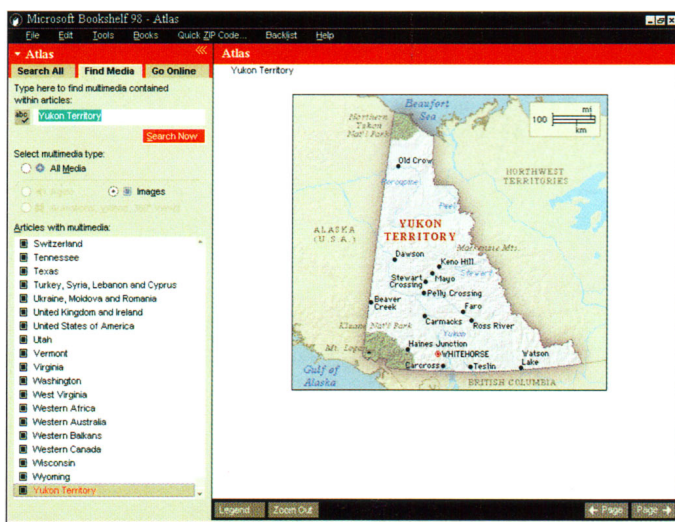 Microsoft Bookshelf 98 - Atlas
File Edit Tools Books Quick ZIP Code... Backlist Help
Atlas
Search All Find Media Go Online
Type here to find multimedia contained
within articles:
abc Yukon Territory
Search Now
Select multimedia type:
All Media
Images
Articles with multimedia:
Switzerland
Tennessee
Texas
Turkey, Syria, Lebanon and Cyprus
Ukraine, Moldova and Romania
United Kingdom and Ireland
United States of America
Utah
Vermont
Virginia
Washington
West Virginia
Western Africa
Western Australia
Western Balkans
Western Canada
Wisconsin
Wyoming
Yukon Territory
Atlas
Yukon Territory
Beaufort
Sea
mi
100
km
Northern
Yukon
Nat'l Park
Old Crow
Porcupine
NORTHWEST
TERRITORIES
Peel
ALASKA
(U.S.A.)
YUKON
TERRITORY
Mackenzie Mts.
Dawson
Keno Hill
Stewart
Crossing
Mayo
Stewart
Pelly Crossing
Beaver
Creek
Faro
Carmacks
Ross River
Kluane Nat'l Park
Yukon
Mt. Logan
Haines Junction
WHITEHORSE
Watson
Lake
Carcross
Teslin
Gulf of
Alaska
BRITISH COLUMBIA
Legend Zoom Out
Page Page